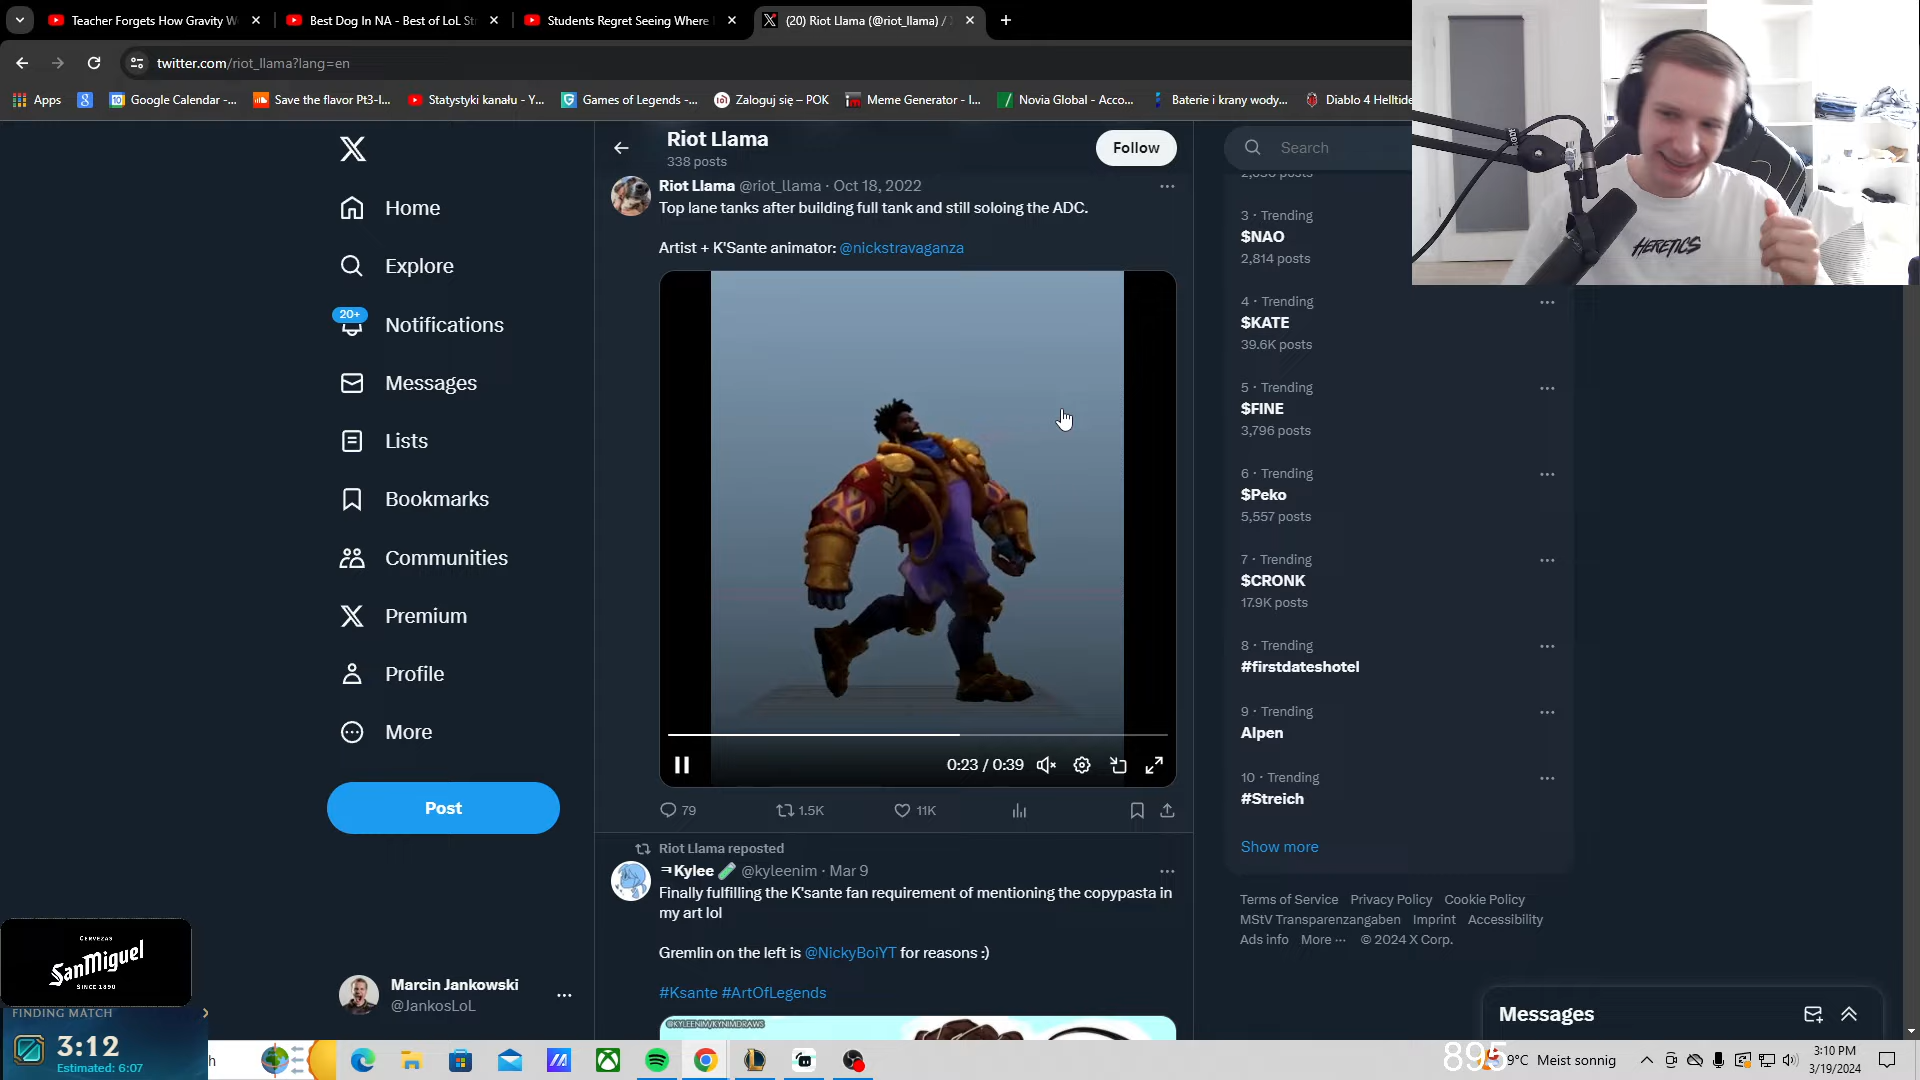 Teacher Forgets How Gravity W
Best Dog In NA - Best of LoL St
Students Regret Seeing Where
(20) Riot Llama (@riot_llama) /
twitter.com/riot_llama?lang=en
Apps
Google Calendar -...
Save the flavor Pt3-I...
Statystyki kanału - Y...
Games of Legends -...
Zaloguj się – POK
Meme Generator - I...
Novia Global - Acco...
Baterie i krany wody...
Diablo 4 Helltide
Home
Explore
20+
Notifications
Messages
Lists
Bookmarks
Communities
Premium
Profile
More
Post
Marcin Jankowski
@JankosLoL
Riot Llama
338 posts
Follow
Riot Llama @riot_llama · Oct 18, 2022
Top lane tanks after building full tank and still soloing the ADC.
Artist + K'Sante animator: @nickstravaganza
0:23 / 0:39
79
1.5K
11K
Riot Llama reposted
Kylee @kyleenim · Mar 9
Finally fulfilling the K'sante fan requirement of mentioning the copypasta in
my art lol
Gremlin on the left is @NickyBoiYT for reasons :)
#Ksante #ArtOfLegends
@KYLEENIM/KYNIMDRAWS
Search
3 · Trending
$NAO
2,814 posts
4 · Trending
$KATE
39.6K posts
5 · Trending
$FINE
3,796 posts
6 · Trending
$Peko
5,557 posts
7 · Trending
$CRONK
17.9K posts
8 · Trending
#firstdateshotel
9 · Trending
Alpen
10 · Trending
#Streich
Show more
Terms of Service Privacy Policy Cookie Policy
MStV Transparenzangaben Imprint Accessibility
Ads info More ··· © 2024 X Corp.
Messages
HERETICS
CERVEZAS
SanMiguel
SINCE 1890
FINDING MATCH
3:12
Estimated: 6:07
h
895
9°C Meist sonnig
3:10 PM
3/19/2024